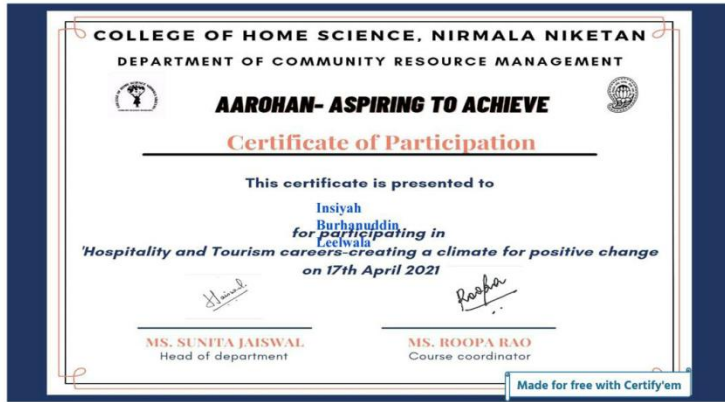 COLLEGE OF HOME SCIENCE, NIRMALA NIKETAN
DEPARTMENT OF COMMUNITY RESOURCE MANAGEMENT
AAROHAN- ASPIRING TO ACHIEVE
Certificate of Participation
This certificate is presented to
Insiyah
Burhanuddin
Leelwala
for participating in
'Hospitality and Tourism careers-creating a climate for positive change
on 17th April 2021
Roopa
MS. SUNITA JAISWAL
MS. ROOPA RAO
Head of department
Course coordinator
Made for free with Certify'em